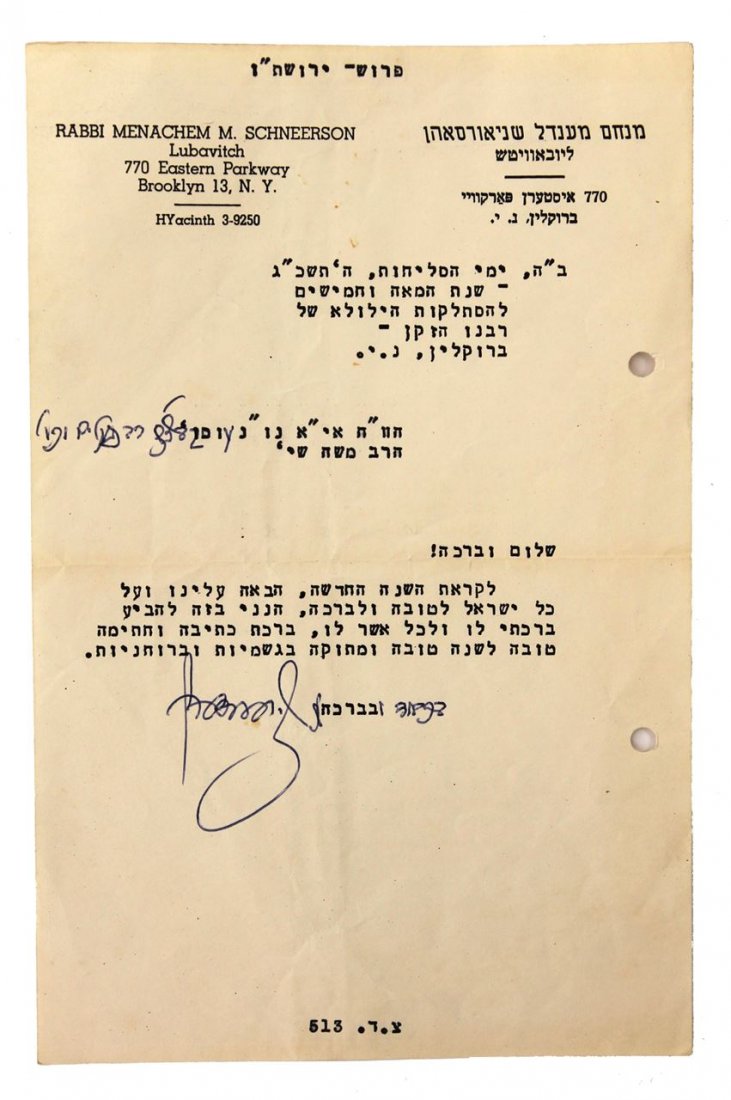 פרוש- ירושת"ו
RABBI MENACHEM M. SCHNEERSON
Lubavitch
770 Eastern Parkway
Brooklyn 13, N. Y.
HYacinth 3-9250
מנחם מענדל שניאורסאהן
ליובאוויטש
770 איסטערן פארקוויי
ברוקלין, נ. י.
ב"ה, ימי הסליחות, ה'תשכ"ג
- שנת המאה וחמישים
להסתלקות הילולא של
רבנו הזקן -
ברוקלין, נ.י.
הוו"ח אי"א נו"נ
הרב משה שי'
שלום וברכה!
לקראת השנה החדשה, הבאה עלינו ועל
כל ישראל לטובה ולברכה, הנני בזה להביע
ברכתי לו ולכל אשר לו, ברכת כתיבה וחתימה
טובה לשנה טובה ומתוקה בגשמיות וברוחניות.
בכבוד ובברכה
צ.ד. 513